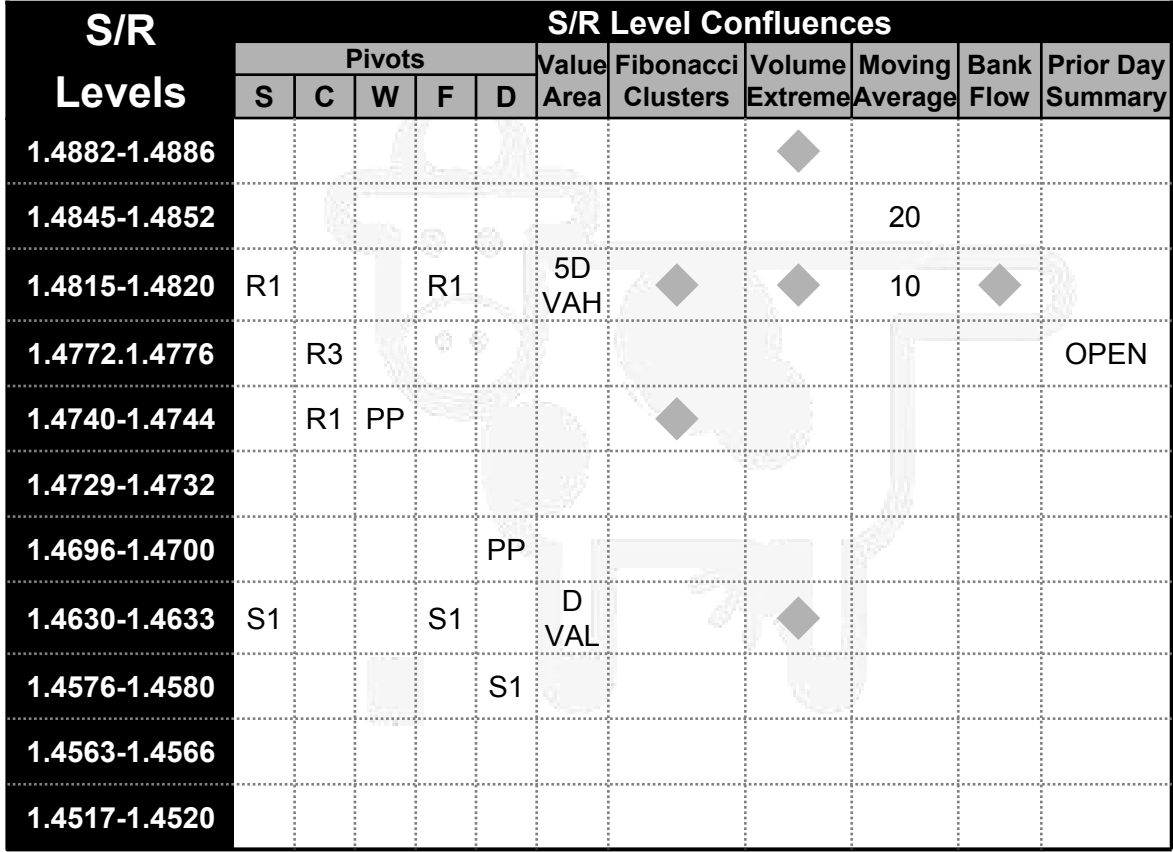 S/R Levels
S/R Level Confluences
Pivots
Value Area
Fibonacci Clusters
Volume Extreme
Moving Average
Bank Flow
Prior Day Summary
S C W F D
1.4882-1.4886
1.4845-1.4852 20
1.4815-1.4820 R1 R1 5D VAH 10
1.4772.1.4776 R3 OPEN
1.4740-1.4744 R1 PP
1.4729-1.4732
1.4696-1.4700 PP
1.4630-1.4633 S1 S1 D VAL
1.4576-1.4580 S1
1.4563-1.4566
1.4517-1.4520